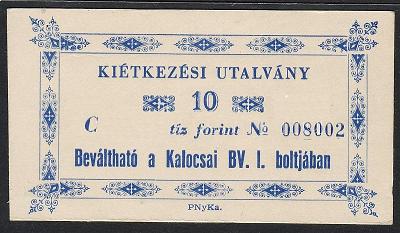 KIÉTKEZÉSI UTALVÁNY
10
C tíz forint № 008002
Beváltható a Kalocsai BV. I. boltjában
PNyKa.